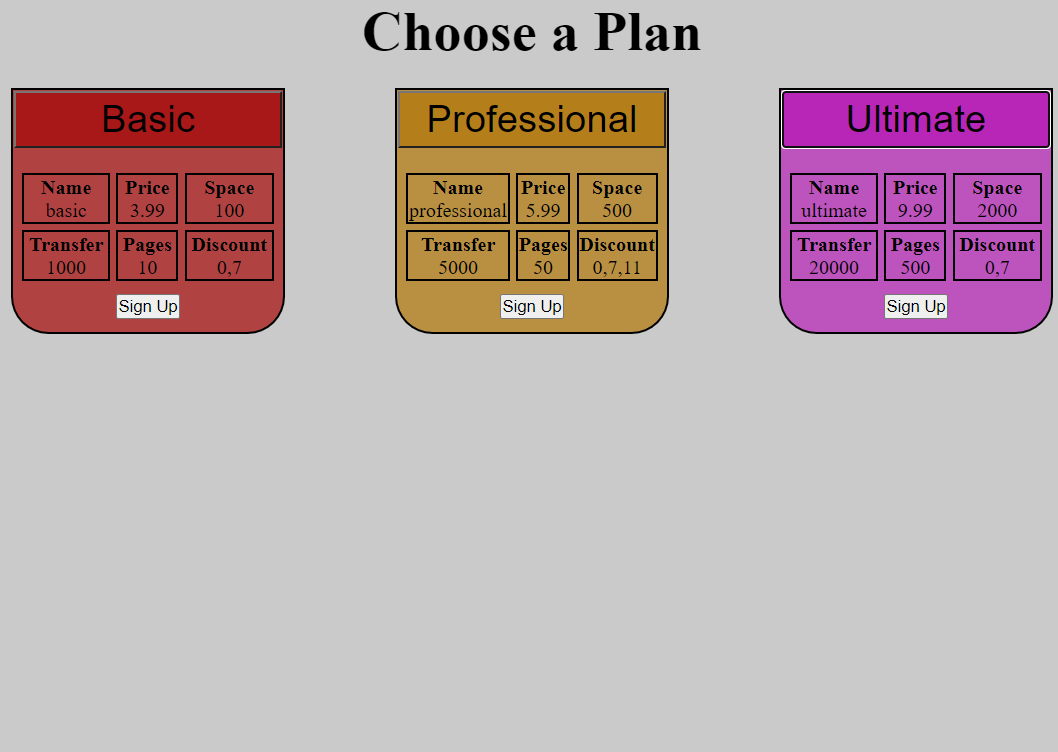 Choose a Plan
Basic
Name Price Space
basic 3.99 100
Transfer Pages Discount
1000 10 0,7
Sign Up
Professional
Name Price Space
professional 5.99 500
Transfer Pages Discount
5000 50 0,7,11
Sign Up
Ultimate
Name Price Space
ultimate 9.99 2000
Transfer Pages Discount
20000 500 0,7
Sign Up